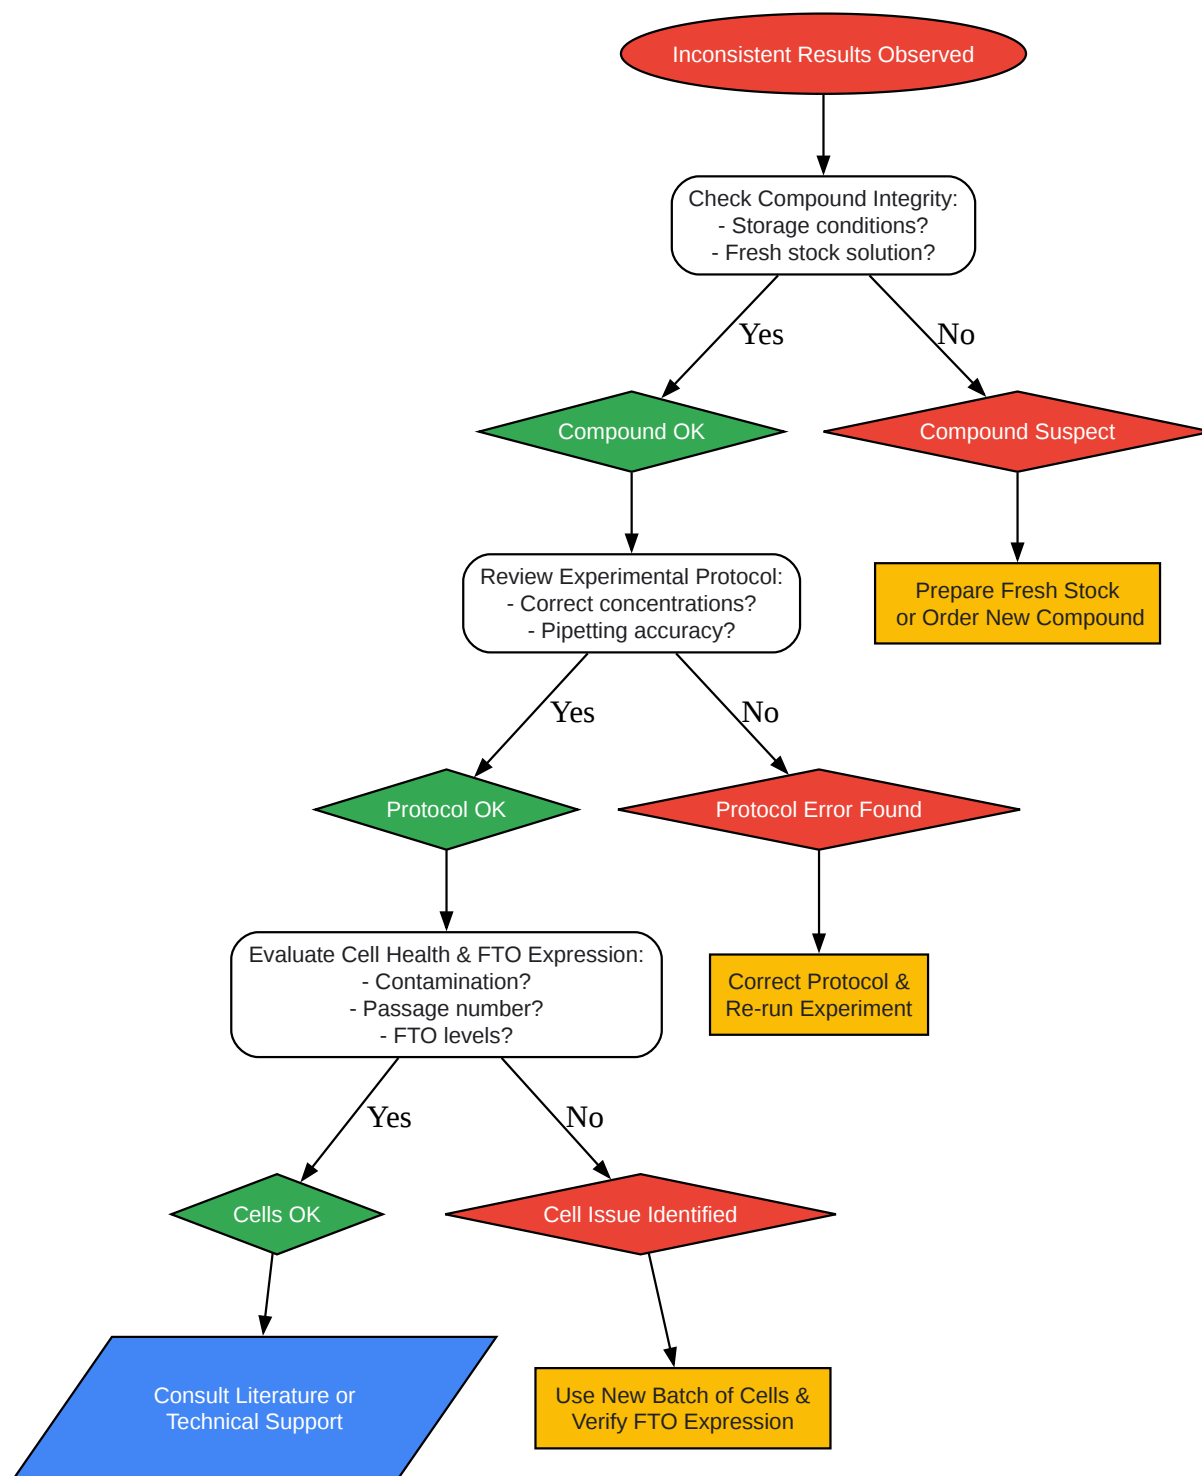 Inconsistent Results Observed
Check Compound Integrity:
- Storage conditions?
- Fresh stock solution?
Yes
No
Compound OK
Compound Suspect
Review Experimental Protocol:
- Correct concentrations?
- Pipetting accuracy?
Prepare Fresh Stock
or Order New Compound
Yes
No
Protocol OK
Protocol Error Found
Evaluate Cell Health & FTO Expression:
- Contamination?
- Passage number?
- FTO levels?
Correct Protocol &
Re-run Experiment
Yes
No
Cells OK
Cell Issue Identified
Consult Literature or
Technical Support
Use New Batch of Cells &
Verify FTO Expression